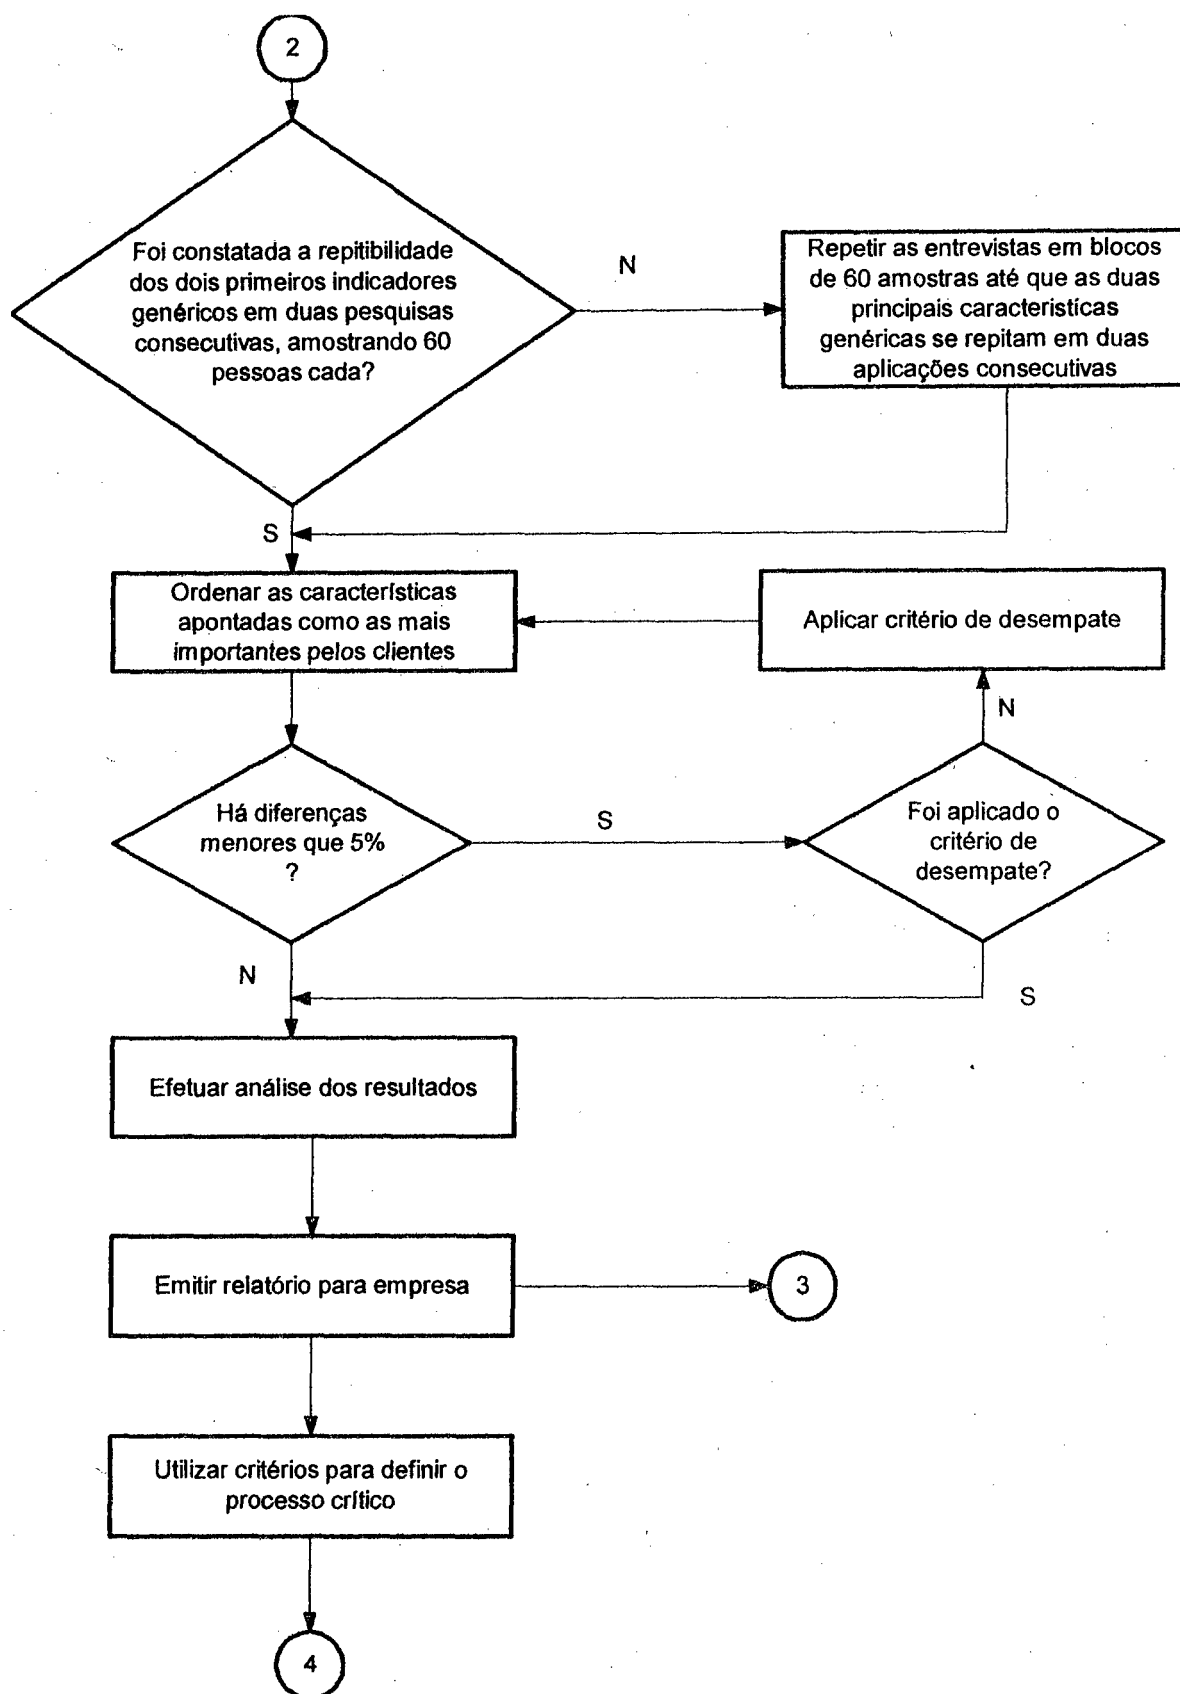 2
Foi constatada a repitibilidade
dos dois primeiros indicadores
genéricos em duas pesquisas
consecutivas, amostrando 60
pessoas cada?
N
Repetir as entrevistas em blocos
de 60 amostras até que as duas
principais característícas
genéricas se repitam em duas
aplicações consecutivas
S
Ordenar as características
apontadas como as mais
importantes pelos clientes
Aplicar critério de desempate
N
Há diferenças
menores que 5%
?
S
Foi aplicado o
critério de
desempate?
N
S
Efetuar análise dos resultados
Emitir relatório para empresa
3
Utilizar critérios para definir o
processo crítico
4